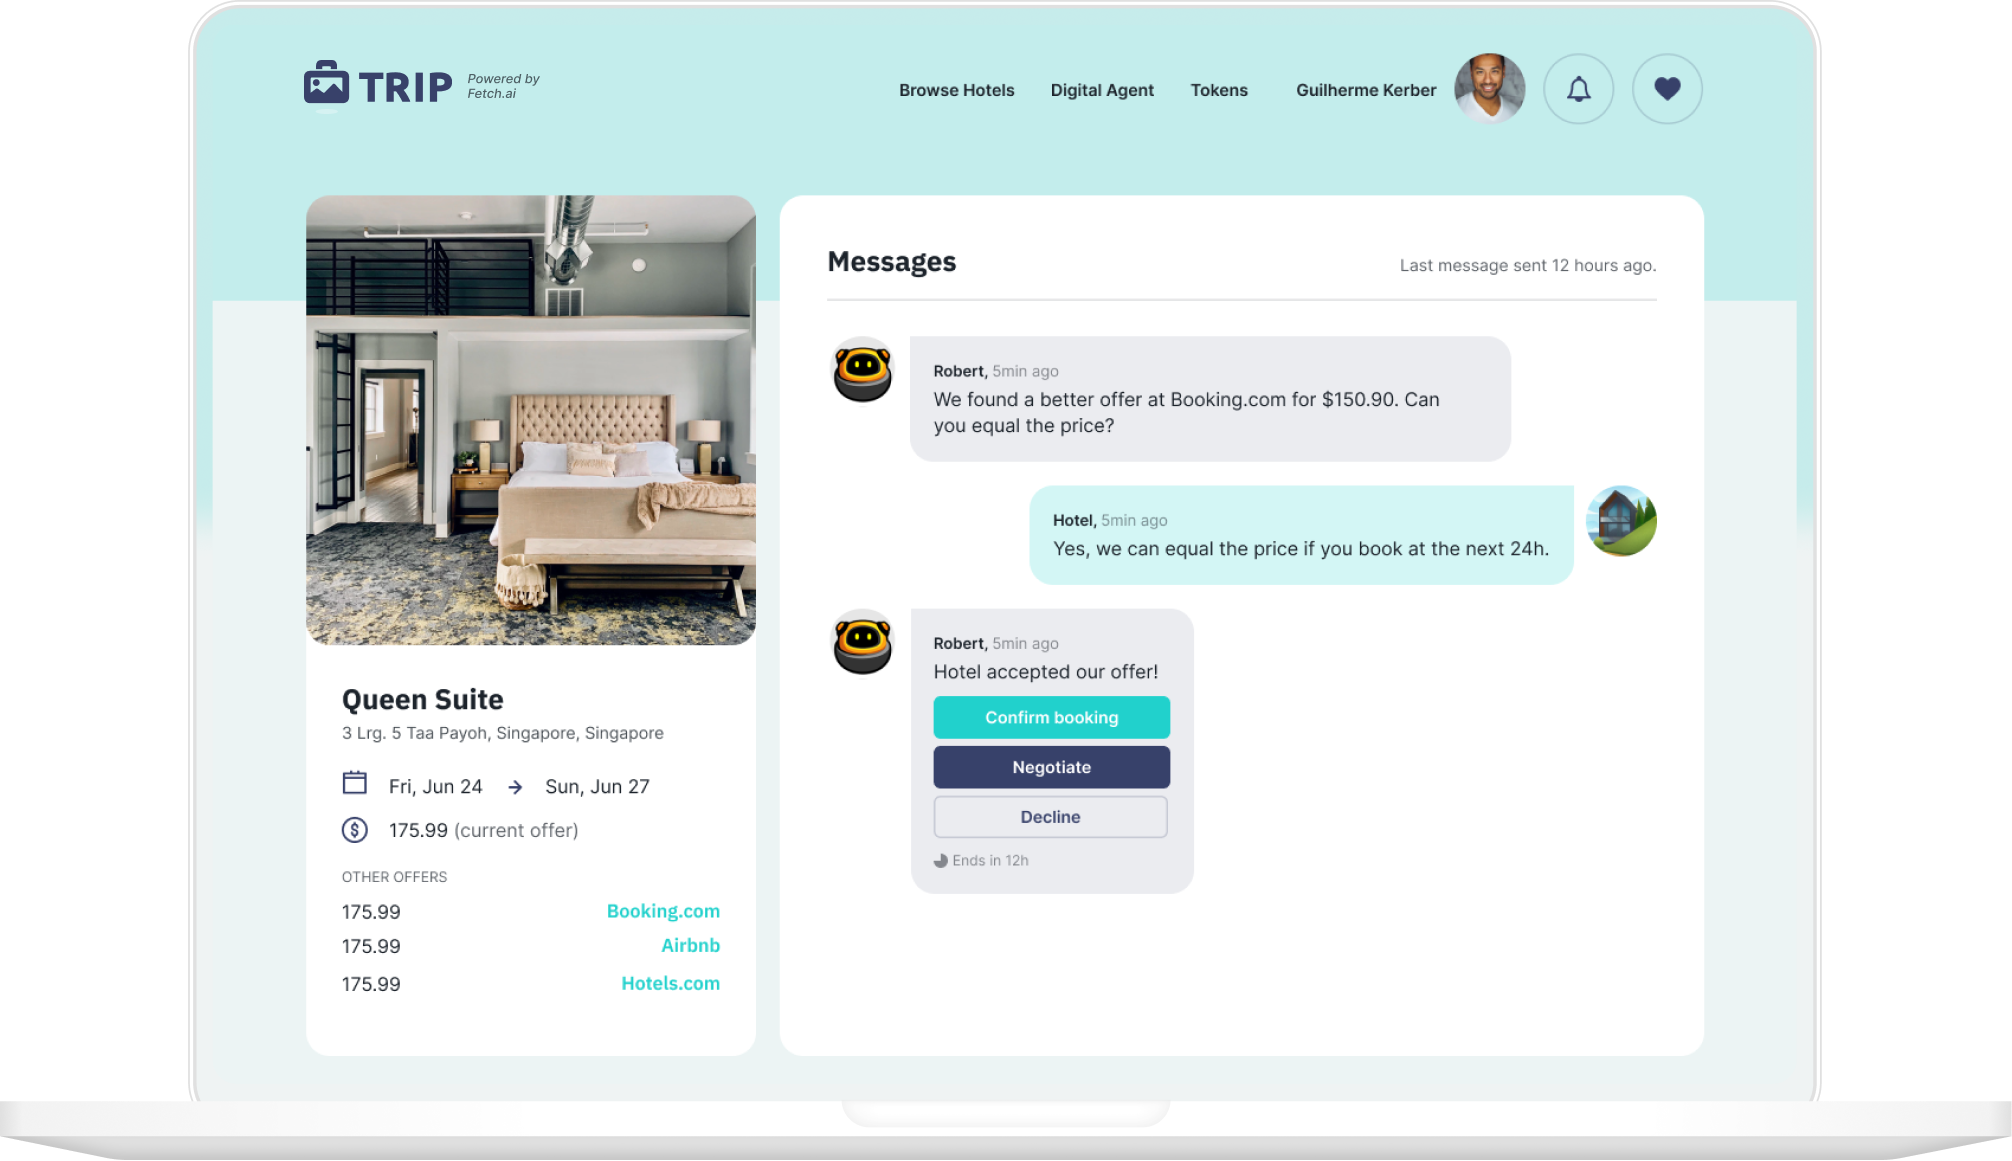 TRIP
Powered by
Fetch.ai
Browse Hotels
Digital Agent
Tokens
Guilherme Kerber
Queen Suite
3 Lrg. 5 Taa Payoh, Singapore, Singapore
Fri, Jun 24 → Sun, Jun 27
$ 175.99 (current offer)
OTHER OFFERS
175.99 Booking.com
175.99 Airbnb
175.99 Hotels.com
Messages
Last message sent 12 hours ago.
Robert, 5min ago
We found a better offer at Booking.com for $150.90. Can
you equal the price?
Hotel, 5min ago
Yes, we can equal the price if you book at the next 24h.
Robert, 5min ago
Hotel accepted our offer!
Confirm booking
Negotiate
Decline
Ends in 12h